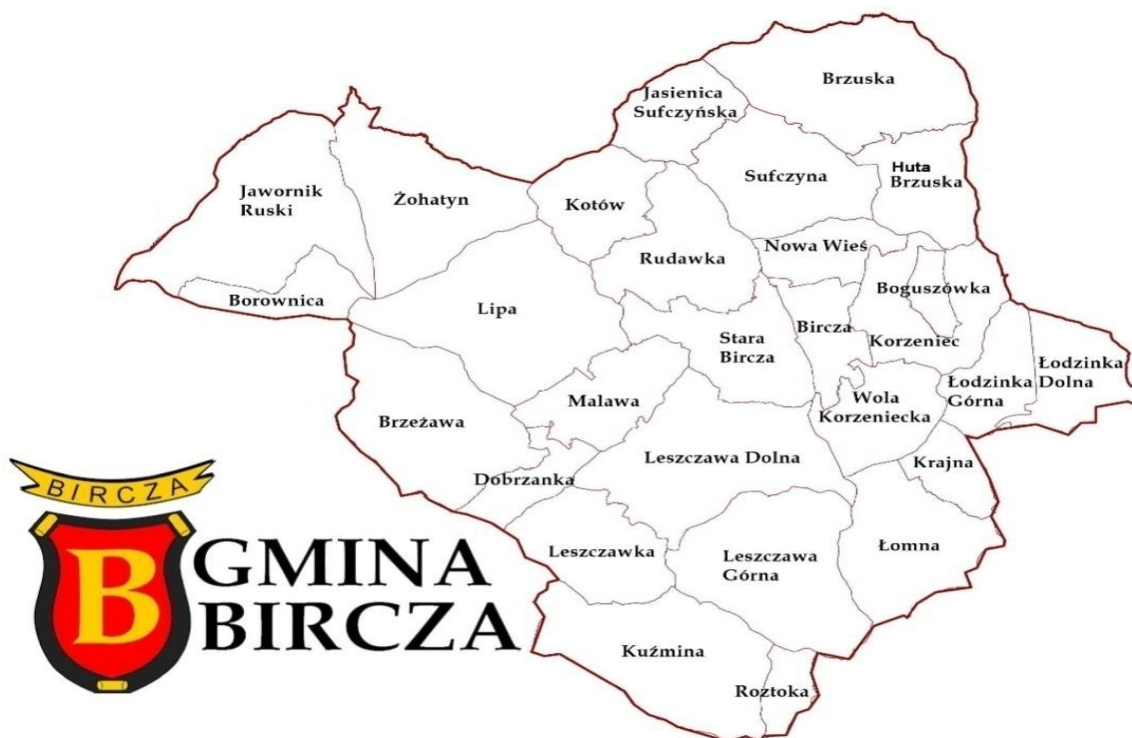 Brzuska
Jasienica
Sufczyńska
Huta
Brzuska
Sufczyna
Jawornik
Ruski
Żohatyn
Kotów
Nowa Wieś
Rudawka
Boguszówka
Borownica
Lipa
Bircza
Stara
Bircza
Korzeniec
Łodzinka
Dolna
Łodzinka
Górna
Wola
Korzeniecka
Malawa
Brzeżawa
Leszczawa Dolna
Krajna
Dobrzanka
Łomna
Leszczawka
Leszczawa
Górna
Kuźmina
Roztoka
BIRCZA
B
GMINA
BIRCZA